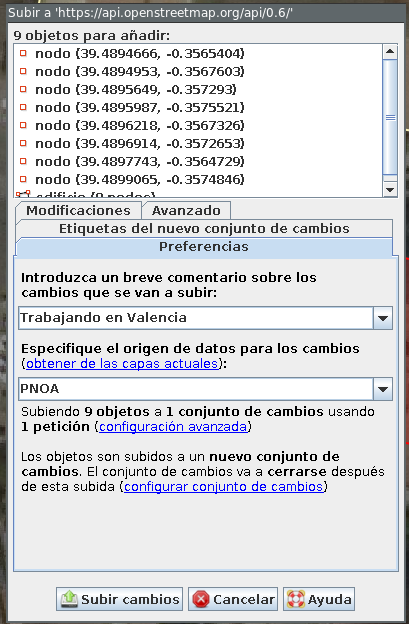 Subir a 'https://api.openstreetmap.org/api/0.6/'
9 objetos para añadir:
nodo (39.4894666, -0.3565404)
nodo (39.4894953, -0.3567603)
nodo (39.4895649, -0.357293)
nodo (39.4895987, -0.3575521)
nodo (39.4896218, -0.3567326)
nodo (39.4896914, -0.3572653)
nodo (39.4897743, -0.3564729)
nodo (39.4899065, -0.3574846)
edificio (9 nodos)
Modificaciones Avanzado
Etiquetas del nuevo conjunto de cambios
Preferencias
Introduzca un breve comentario sobre los
cambios que se van a subir:
Trabajando en Valencia
Especifique el origen de datos para los cambios
(obtener de las capas actuales):
PNOA
Subiendo 9 objetos a 1 conjunto de cambios usando
1 petición (configuración avanzada)
Los objetos son subidos a un nuevo conjunto de
cambios. El conjunto de cambios va a cerrarse después
de esta subida (configurar conjunto de cambios)
Subir cambios Cancelar Ayuda